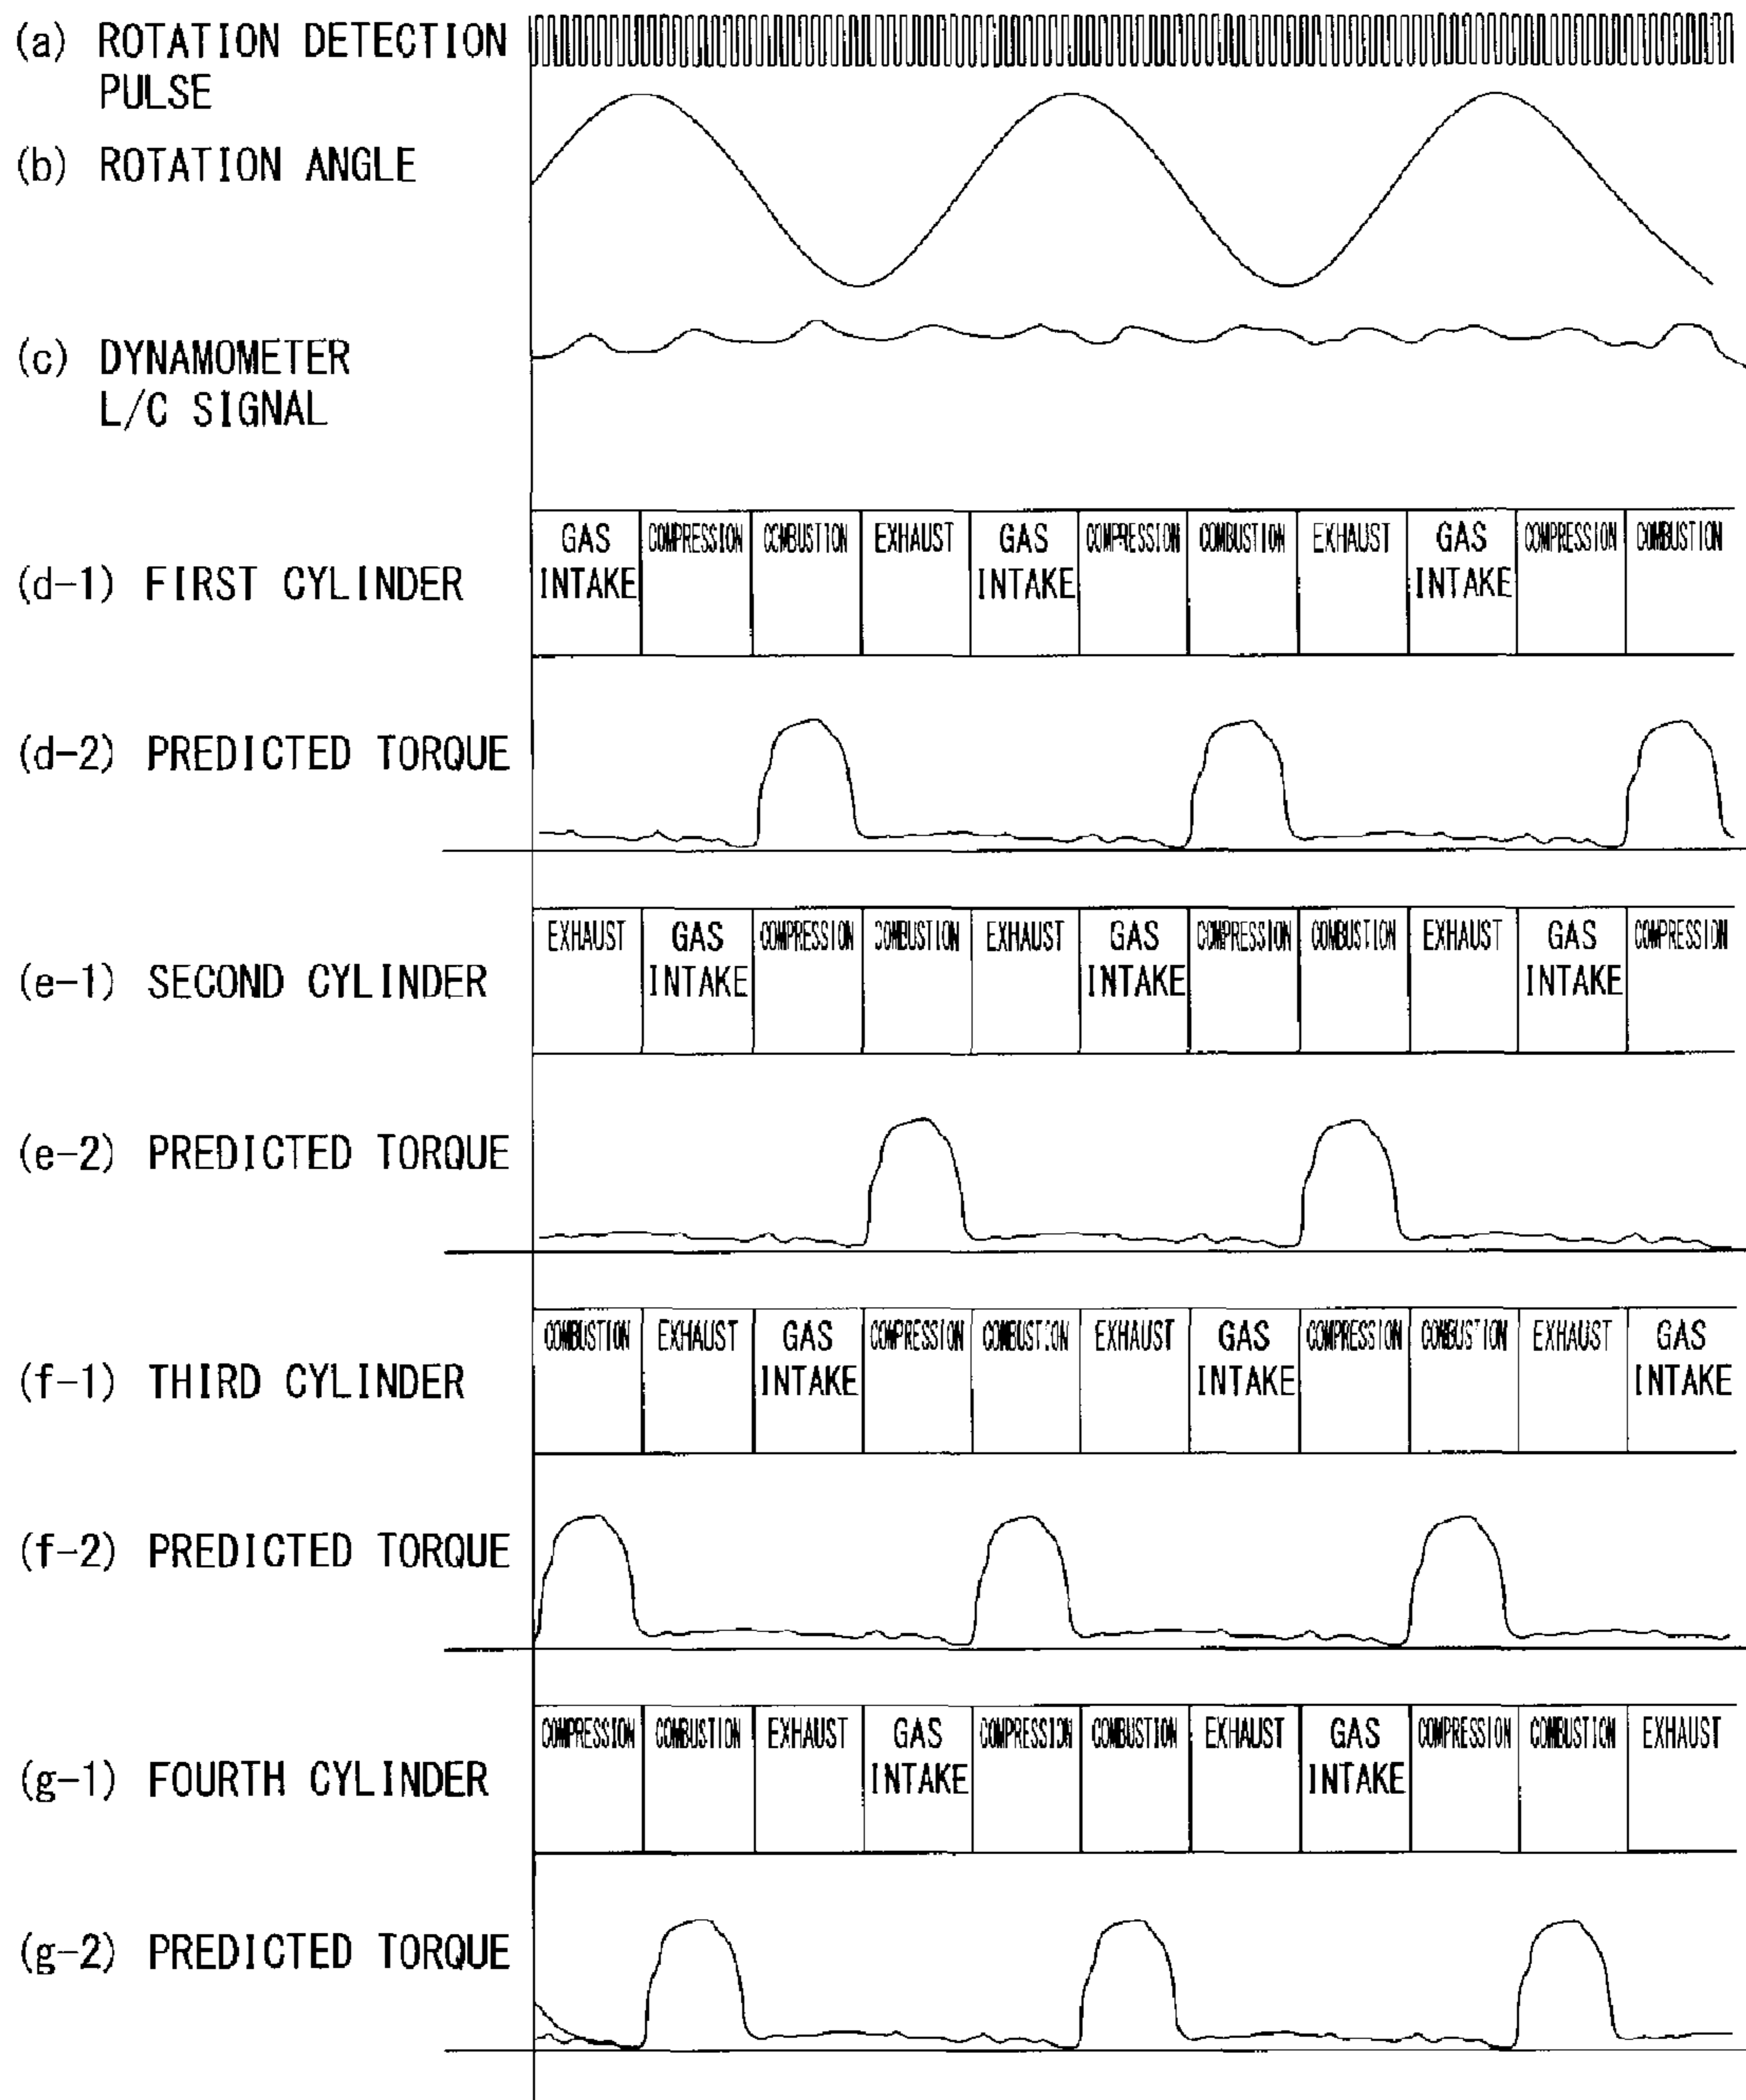 (a) ROTATION DETECTION
PULSE
(b) ROTATION ANGLE
(c) DYNAMOMETER
L/C SIGNAL
GAS INTAKE COMPRESSION COMBUSTION EXHAUST GAS INTAKE COMPRESSION COMBUSTION EXHAUST GAS INTAKE COMPRESSION COMBUSTION
(d-1) FIRST CYLINDER
(d-2) PREDICTED TORQUE
EXHAUST GAS INTAKE COMPRESSION COMBUSTION EXHAUST GAS INTAKE COMPRESSION COMBUSTION EXHAUST GAS INTAKE COMPRESSION
(e-1) SECOND CYLINDER
(e-2) PREDICTED TORQUE
COMBUSTION EXHAUST GAS INTAKE COMPRESSION COMBUSTION EXHAUST GAS INTAKE COMPRESSION COMBUSTION EXHAUST GAS INTAKE
(f-1) THIRD CYLINDER
(f-2) PREDICTED TORQUE
COMPRESSION COMBUSTION EXHAUST GAS INTAKE COMPRESSION COMBUSTION EXHAUST GAS INTAKE COMPRESSION COMBUSTION EXHAUST
(g-1) FOURTH CYLINDER
(g-2) PREDICTED TORQUE